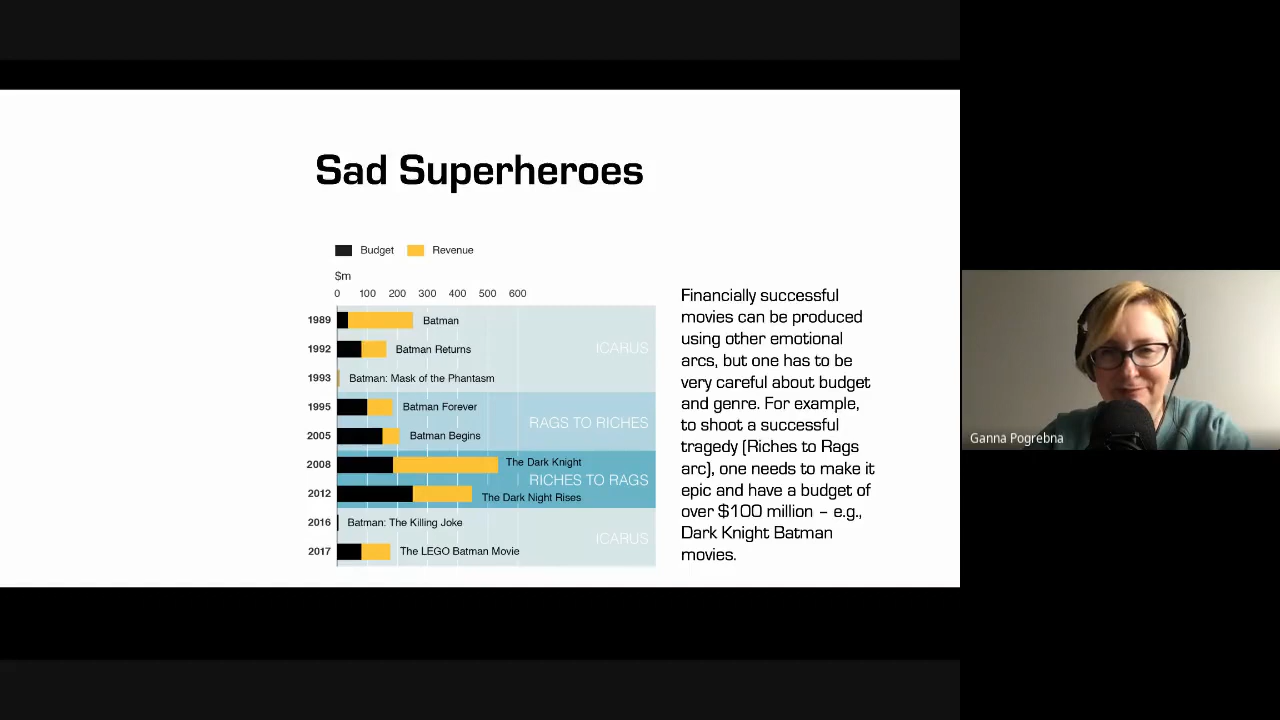 Sad Superheroes
Budget Revenue
$m
0 100 200 300 400 500 600
1989 Batman
1992 Batman Returns
ICARUS
1993 Batman: Mask of the Phantasm
1995 Batman Forever
RAGS TO RICHES
2005 Batman Begins
2008 The Dark Knight
RICHES TO RAGS
2012 The Dark Night Rises
2016 Batman: The Killing Joke
ICARUS
2017 The LEGO Batman Movie
Financially successful
movies can be produced
using other emotional
arcs, but one has to be
very careful about budget
and genre. For example,
to shoot a successful
tragedy (Riches to Rags
arc), one needs to make it
epic and have a budget of
over $100 million – e.g.,
Dark Knight Batman
movies.
Ganna Pogrebna